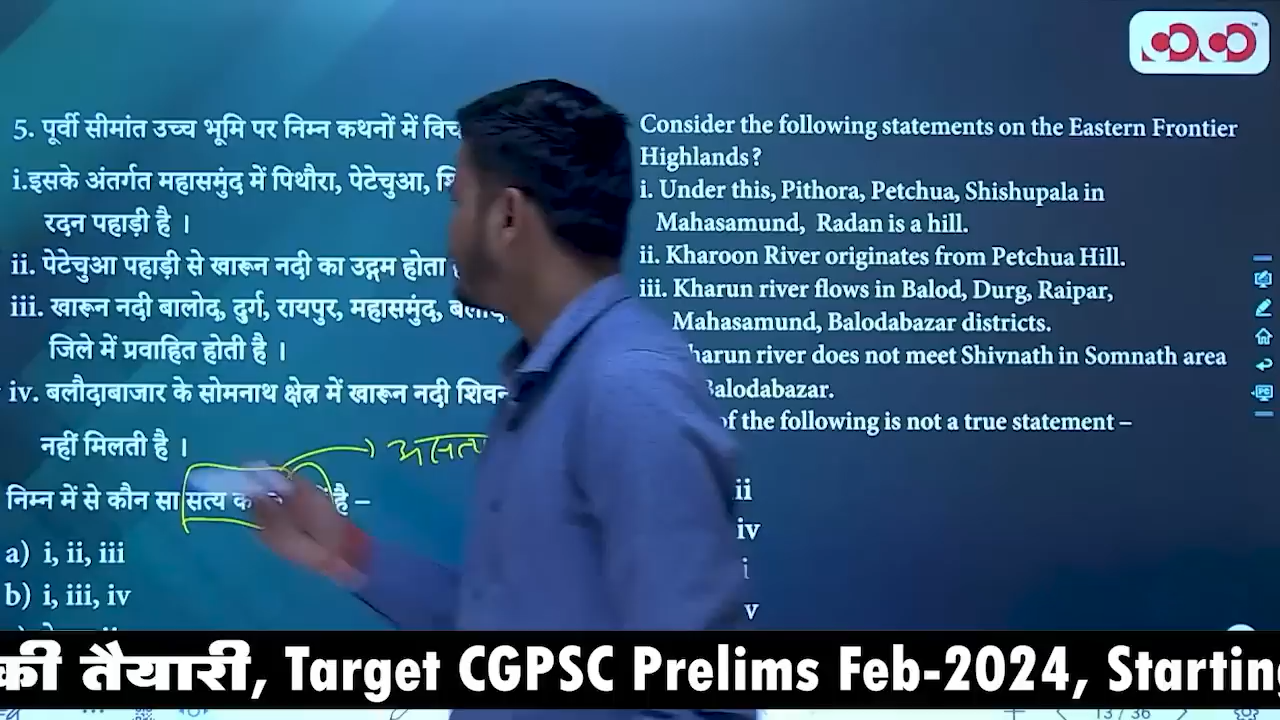 5. पूर्वी सीमांत उच्च भूमि पर निम्न कथनों में
i.इसके अंतर्गत महासमुंद में पिथौरा, पेटेचुआ,
रदन पहाड़ी है ।
ii. पेटेचुआ पहाड़ी से खारून नदी का उद्गम होता
iii. खारून नदी बालोद, दुर्ग, रायपुर, महासमुंद,
जिले में प्रवाहित होती है ।
iv. बलौदाबाजार के सोमनाथ क्षेत्र में खारून नदी
नहीं मिलती है ।
असत्य
निम्न में से कौन सा सत्य है –
a) i, ii, iii
b) i, iii, iv
Consider the following statements on the Eastern Frontier
Highlands?
i. Under this, Pithora, Petchua, Shishupala in
Mahasamund, Radan is a hill.
ii. Kharoon River originates from Petchua Hill.
iii. Kharun river flows in Balod, Durg, Raipar,
Mahasamund, Balodabazar districts.
harun river does not meet Shivnath in Somnath area
Balodabazar.
of the following is not a true statement –
ii
iv
i
v
की तैयारी, Target CGPSC Prelims Feb-2024, Starting
13 / 36